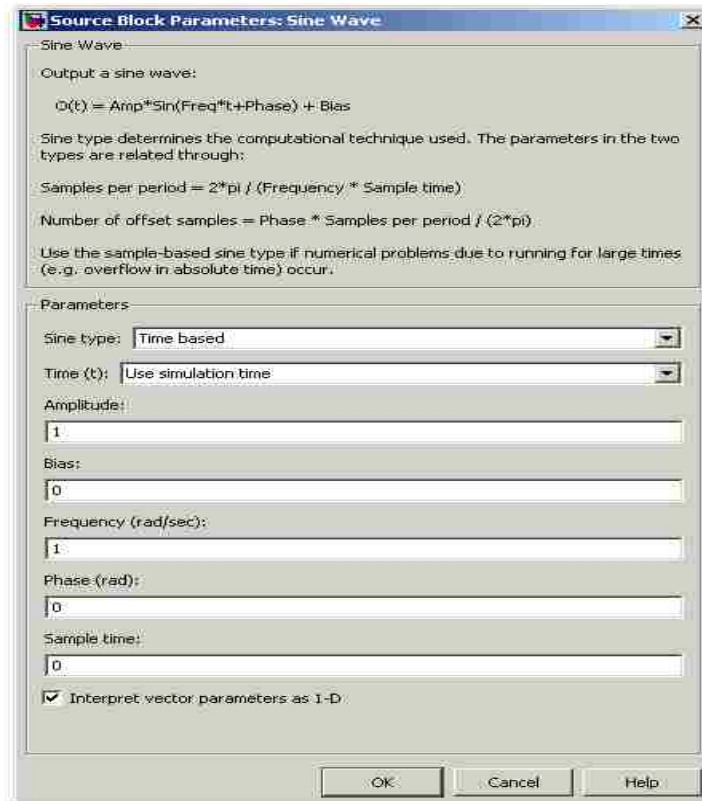 Source Block Parameters: Sine Wave
Sine Wave
Output a sine wave:
O(t) = Amp*Sin(Freq*t+Phase) + Bias
Sine type determines the computational technique used. The parameters in the two
types are related through:
Samples per period = 2*pi / (Frequency * Sample time)
Number of offset samples = Phase * Samples per period / (2*pi)
Use the sample-based sine type if numerical problems due to running for large times
(e.g. overflow in absolute time) occur.
Parameters
Sine type: Time based
Time (t): Use simulation time
Amplitude:
1
Bias:
0
Frequency (rad/sec):
1
Phase (rad):
0
Sample time:
0
Interpret vector parameters as 1-D
OK Cancel Help